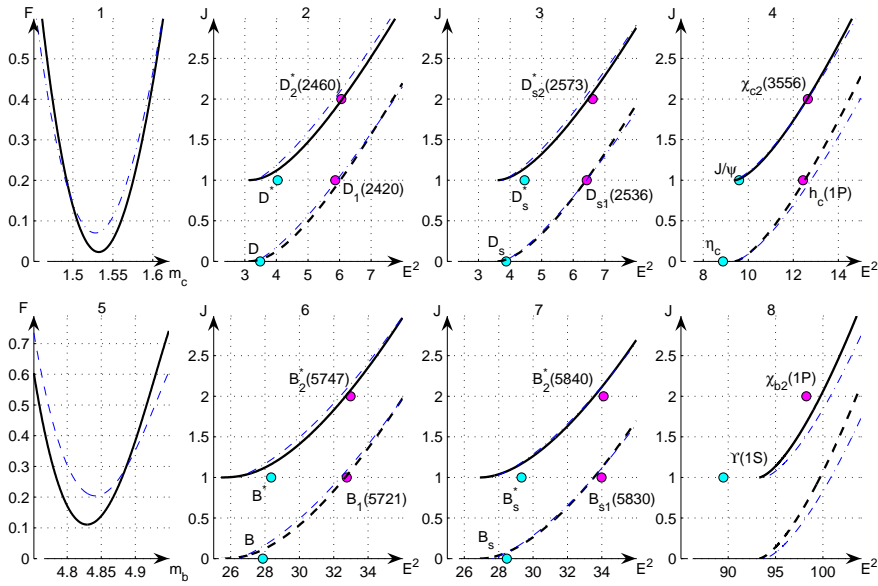 F 1
0.5
0.4
0.3
0.2
0.1
0
1.5 1.55 1.6 m_c
J 2
2.5
2
1.5
1
0.5
0
D*_2(2460)
D*
D_1(2420)
D
3 4 5 6 7 E²
J 3
2.5
2
1.5
1
0.5
0
D*_s2(2573)
D*_s
D_s1(2536)
D_s
3 4 5 6 7 E²
J 4
2.5
2
1.5
1
0.5
0
χ_c2(3556)
J/ψ
h_c(1P)
η_c
8 10 12 14 E²
F 5
0.7
0.6
0.5
0.4
0.3
0.2
0.1
0
4.8 4.85 4.9 m_b
J 6
2.5
2
1.5
1
0.5
0
B*_2(5747)
B*
B_1(5721)
B
26 28 30 32 34 E²
J 7
2.5
2
1.5
1
0.5
0
B*_2(5840)
B*_s
B_s1(5830)
B_s
26 28 30 32 34 E²
J 8
2.5
2
1.5
1
0.5
0
χ_b2(1P)
ϒ(1S)
90 95 100 E²